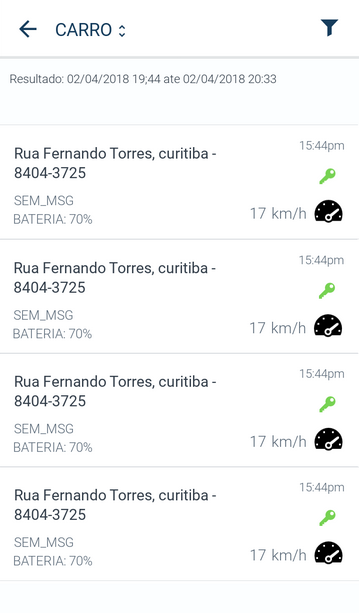 CARRO
Resultado: 02/04/2018 19;44 ate 02/04/2018 20:33
15:44pm
Rua Fernando Torres, curitiba -
8404-3725
SEM_MSG
17 km/h
BATERIA: 70%
15:44pm
Rua Fernando Torres, curitiba -
8404-3725
SEM_MSG
17 km/h
BATERIA: 70%
15:44pm
Rua Fernando Torres, curitiba -
8404-3725
SEM_MSG
17 km/h
BATERIA: 70%
15:44pm
Rua Fernando Torres, curitiba -
8404-3725
SEM_MSG
17 km/h
BATERIA: 70%